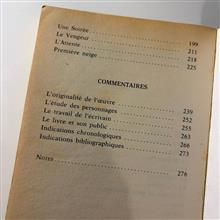 Une Soirée 199
Le Vengeur 211
L'Attente 218
Première neige 225
COMMENTAIRES
L'originalité de l'œuvre 239
L'étude des personnages 252
Le travail de l'écrivain 255
Le livre et son public 263
Indications chronologiques 266
Indications bibliographiques 273
Notes 276